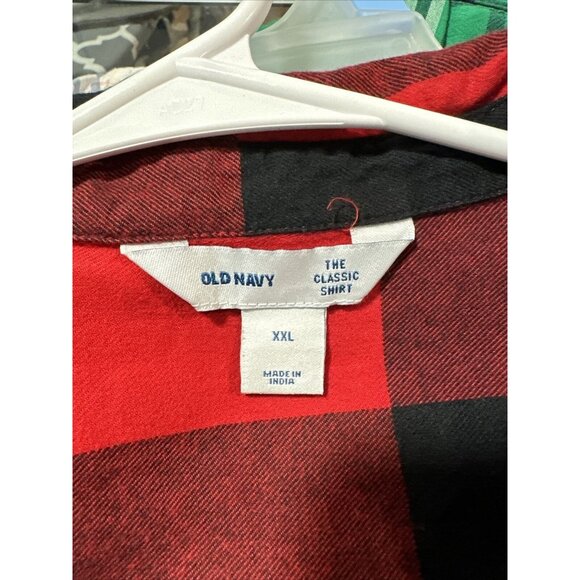 OLD NAVY
THE
CLASSIC
SHIRT
XXL
MADE IN
INDIA